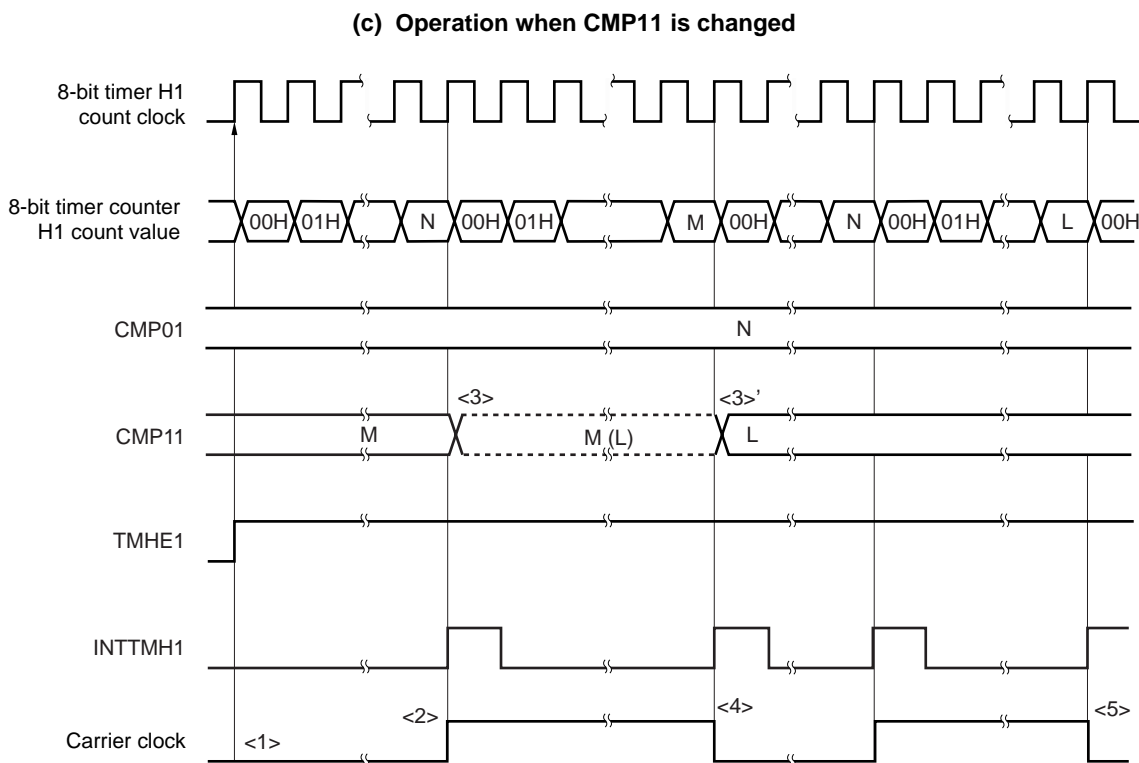 (c) Operation when CMP11 is changed
8-bit timer H1
count clock
8-bit timer counter
H1 count value
00H 01H N 00H 01H M 00H N 00H 01H L 00H
CMP01
N
<3> <3>’
CMP11
M M (L) L
TMHE1
INTTMH1
<2> <4> <5>
Carrier clock
<1>